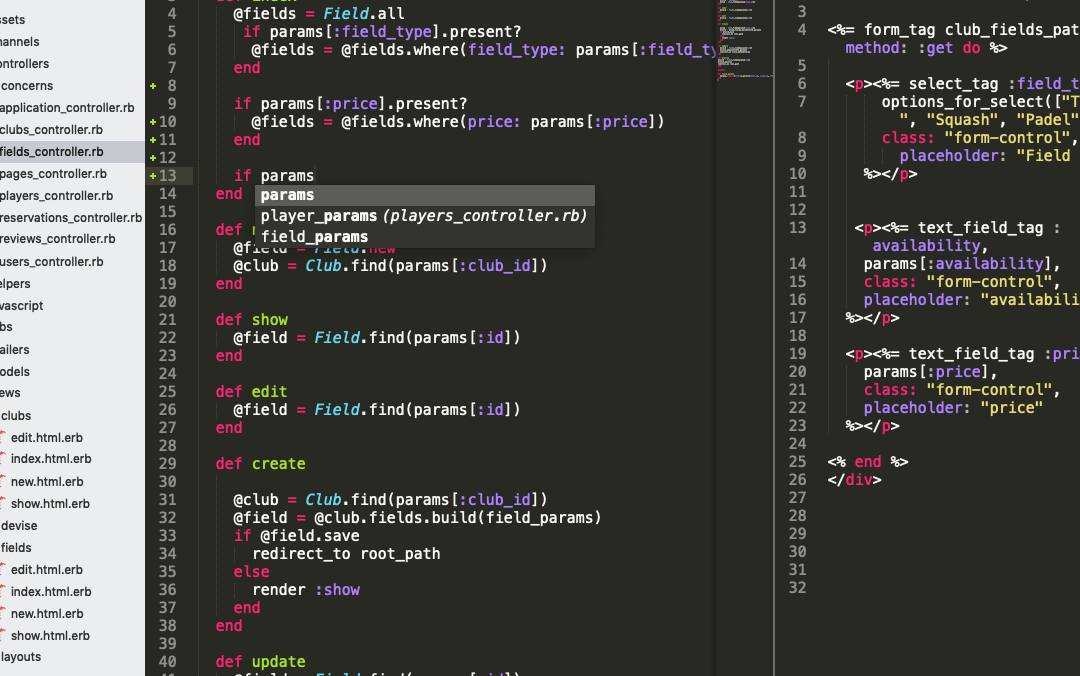 ssets
hannels
ontrollers
concerns
application_controller.rb
clubs_controller.rb
fields_controller.rb
pages_controller.rb
players_controller.rb
reservations_controller.rb
reviews_controller.rb
users_controller.rb
elpers
vascript
bs
ailers
odels
ews
clubs
edit.html.erb
index.html.erb
new.html.erb
show.html.erb
devise
fields
edit.html.erb
index.html.erb
new.html.erb
show.html.erb
layouts
4 @fields = Field.all
5 if params[:field_type].present?
6 @fields = @fields.where(field_type: params[:field_ty
7 end
+ 8
9 if params[:price].present?
+10 @fields = @fields.where(price: params[:price])
+11 end
+12
+13 if params
14 end
params
player_params (players_controller.rb)
field_params
15
16 def
17 @field = Field.new
18 @club = Club.find(params[:club_id])
19 end
20
21 def show
22 @field = Field.find(params[:id])
23 end
24
25 def edit
26 @field = Field.find(params[:id])
27 end
28
29 def create
30
31 @club = Club.find(params[:club_id])
32 @field = @club.fields.build(field_params)
33 if @field.save
34 redirect_to root_path
35 else
36 render :show
37 end
38 end
39
40 def update
3
4 <%= form_tag club_fields_pat
method: :get do %>
5
6 <p><%= select_tag :field_t
7 options_for_select(["T
", "Squash", "Padel"
8 class: "form-control",
9 placeholder: "Field
10 %></p>
11
12
13 <p><%= text_field_tag :
availability,
14 params[:availability],
15 class: "form-control",
16 placeholder: "availabili
17 %></p>
18
19 <p><%= text_field_tag :pri
20 params[:price],
21 class: "form-control",
22 placeholder: "price"
23 %></p>
24
25 <% end %>
26 </div>
27
28
29
30
31
32